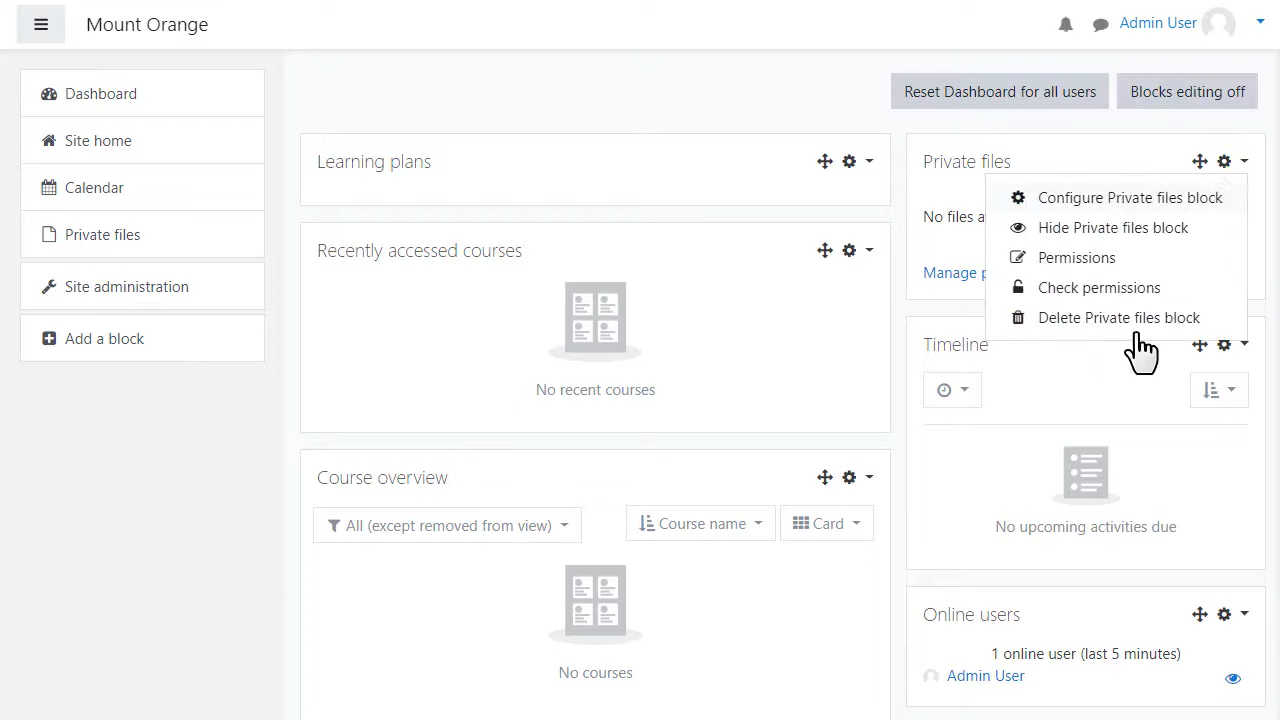 Mount Orange
Admin User
Dashboard
Site home
Calendar
Private files
Site administration
Add a block
Reset Dashboard for all users
Blocks editing off
Learning plans
Recently accessed courses
No recent courses
Course overview
All (except removed from view)
Course name
Card
No courses
Private files
No files a
Manage p
Configure Private files block
Hide Private files block
Permissions
Check permissions
Delete Private files block
Timeline
No upcoming activities due
Online users
1 online user (last 5 minutes)
Admin User